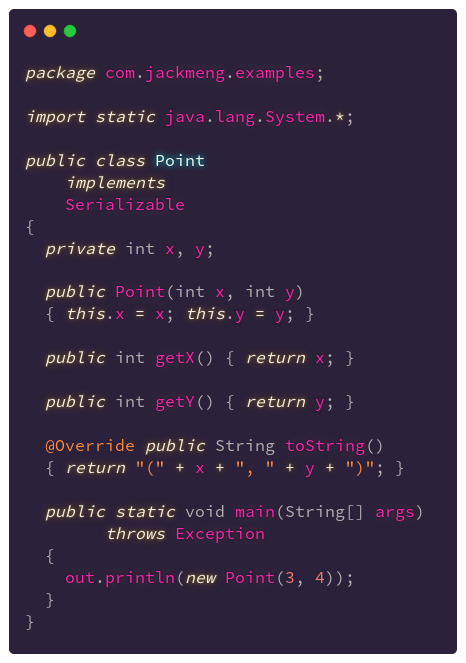 package com.jackmeng.examples;
import static java.lang.System.*;
public class Point
implements
Serializable
{
private int x, y;
public Point(int x, int y)
{ this.x = x; this.y = y; }
public int getX() { return x; }
public int getY() { return y; }
@Override public String toString()
{ return "(" + x + ", " + y + ")"; }
public static void main(String[] args)
throws Exception
{
out.println(new Point(3, 4));
}
}